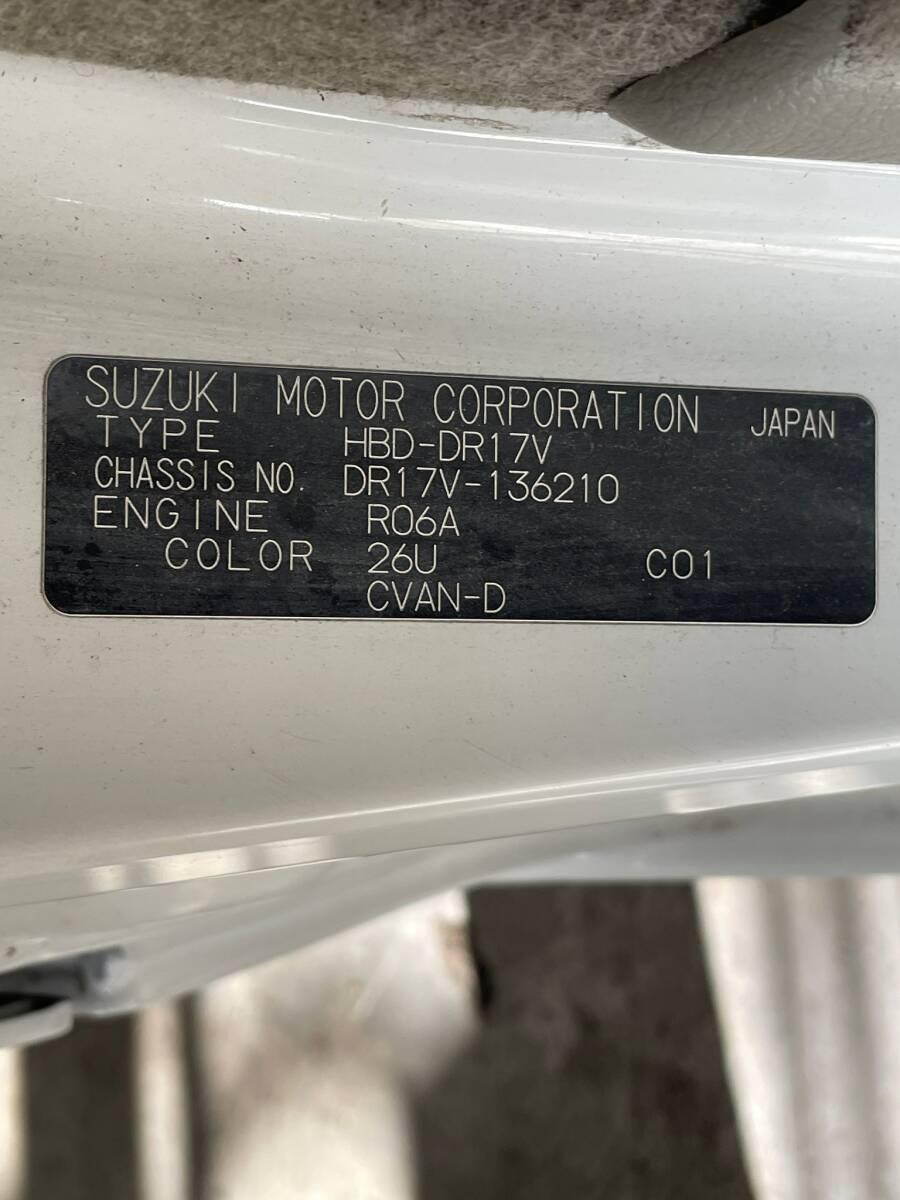 SUZUKI MOTOR CORPORATION JAPAN
TYPE HBD-DR17V
CHASSIS NO. DR17V-136210
ENGINE R06A
COLOR 26U C01
CVAN-D